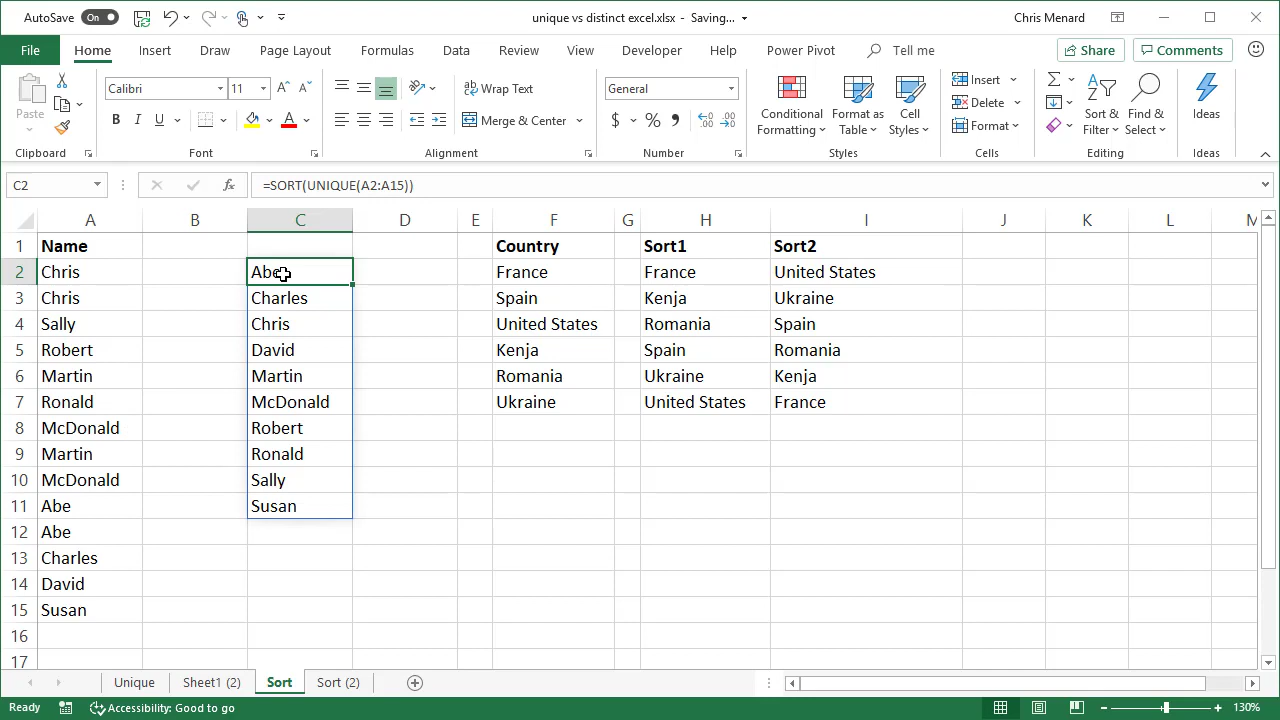 AutoSave On unique vs distinct excel.xlsx - Saving... Chris Menard
File Home Insert Draw Page Layout Formulas Data Review View Developer Help Power Pivot Tell me Share Comments
Paste Calibri 11 Wrap Text General Conditional Formatting Format as Table Cell Styles Insert Sort & Filter Find & Select Ideas
B I U Merge & Center $ % Delete
Format
Clipboard Font Alignment Number Styles Cells Editing Ideas
C2 fx =SORT(UNIQUE(A2:A15))
A B C D E F G H I J K L M
1 Name Country Sort1 Sort2
2 Chris Abe France France United States
3 Chris Charles Spain Kenja Ukraine
4 Sally Chris United States Romania Spain
5 Robert David Kenja Spain Romania
6 Martin Martin Romania Ukraine Kenja
7 Ronald McDonald Ukraine United States France
8 McDonald Robert
9 Martin Ronald
10 McDonald Sally
11 Abe Susan
12 Abe
13 Charles
14 David
15 Susan
16
17
Unique Sheet1 (2) Sort Sort (2)
Ready Accessibility: Good to go 130%